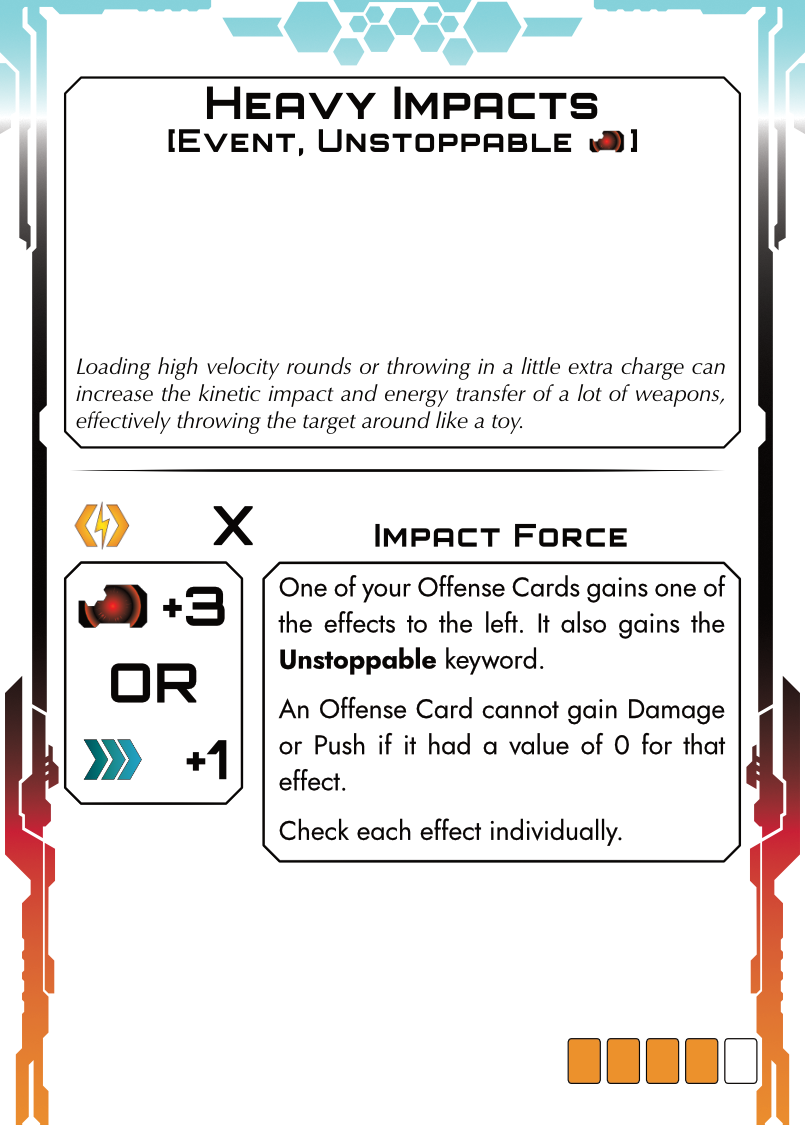 Heavy Impacts
[Event, Unstoppable ]
Loading high velocity rounds or throwing in a little extra charge can
increase the kinetic impact and energy transfer of a lot of weapons,
effectively throwing the target around like a toy.
X
Impact Force
+3
OR
+1
One of your Offense Cards gains one of
the effects to the left. It also gains the
Unstoppable keyword.
An Offense Card cannot gain Damage
or Push if it had a value of 0 for that
effect.
Check each effect individually.